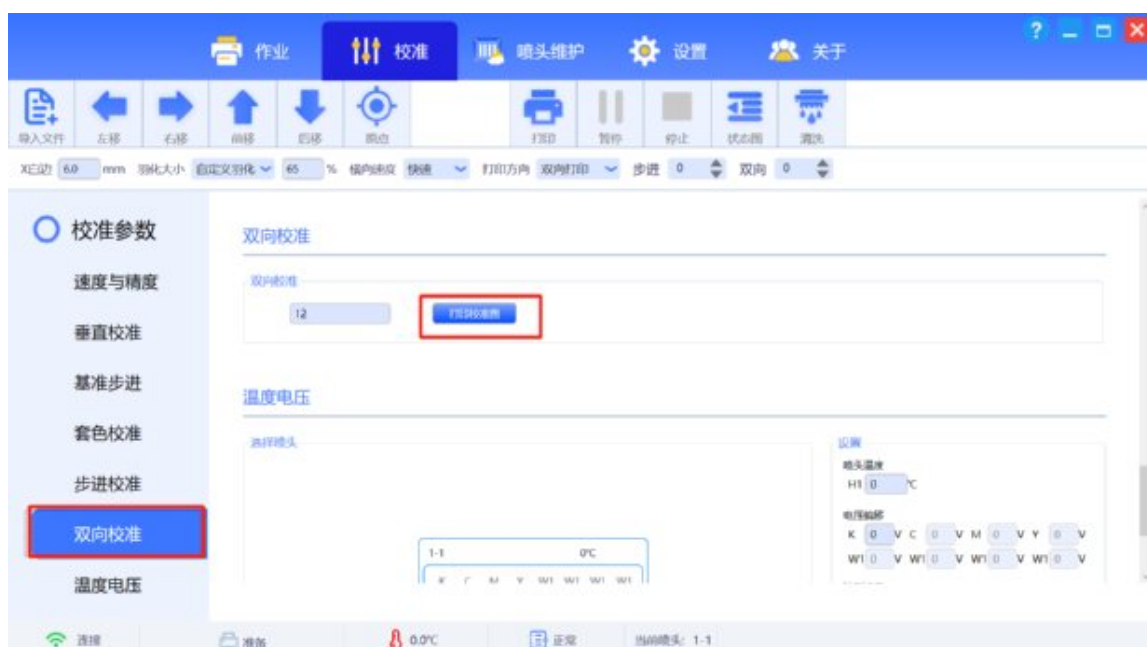 作业 校准 喷头维护 设置 关于 ?
导入文件 左移 右移 前移 后移 原点 打印 暂停 停止 状态图 清洗
X右边 6.0 mm 羽化大小 自定义羽化 65 % 横向速度 快速 打印方向 双向打印 步进 0 双向 0
校准参数
速度与精度
垂直校准
基准步进
套色校准
步进校准
双向校准
温度电压
双向校准
双向校准
12 打印校准图
温度电压
选择喷头
1-1 0℃
K C M Y W1 W1 W1 W1
设置
喷头温度
H1 0 ℃
电压偏移
K 0 V C 0 V M 0 V Y 0 V
W1 0 V W1 0 V W1 0 V W1 0 V
连接 准备 0.0℃ 正常 当前喷头: 1-1